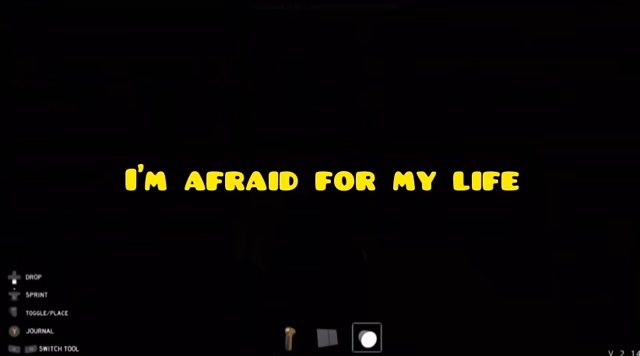 I'M AFRAID FOR MY LIFE
DROP
SPRINT
TOGGLE/PLACE
JOURNAL
SWITCH TOOL